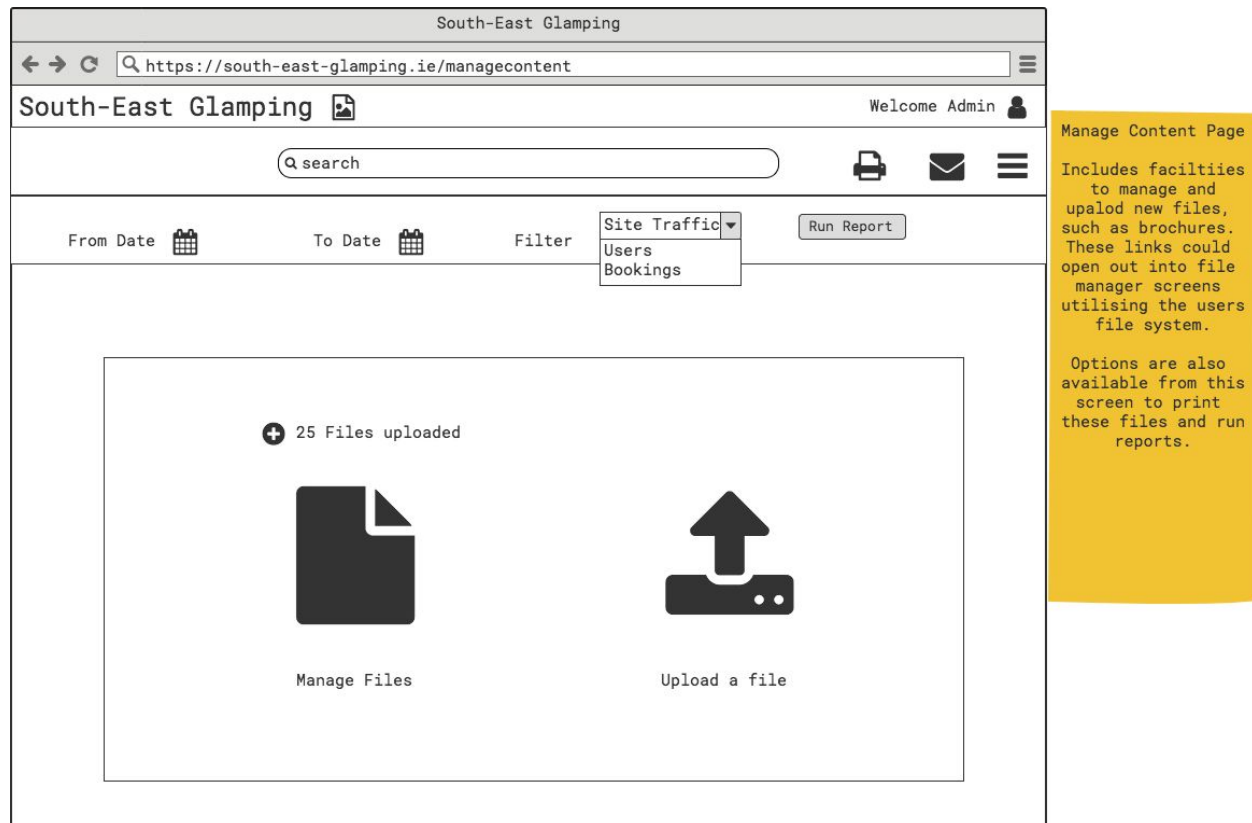 South-East Glamping
https://south-east-glamping.ie/managecontent
South-East Glamping
Welcome Admin
search
From Date
To Date
Filter
Site Traffic
Users
Bookings
Run Report
25 Files uploaded
Manage Files
Upload a file
Manage Content Page
Includes faciltiies
to manage and
upalod new files,
such as brochures.
These links could
open out into file
manager screens
utilising the users
file system.
Options are also
available from this
screen to print
these files and run
reports.